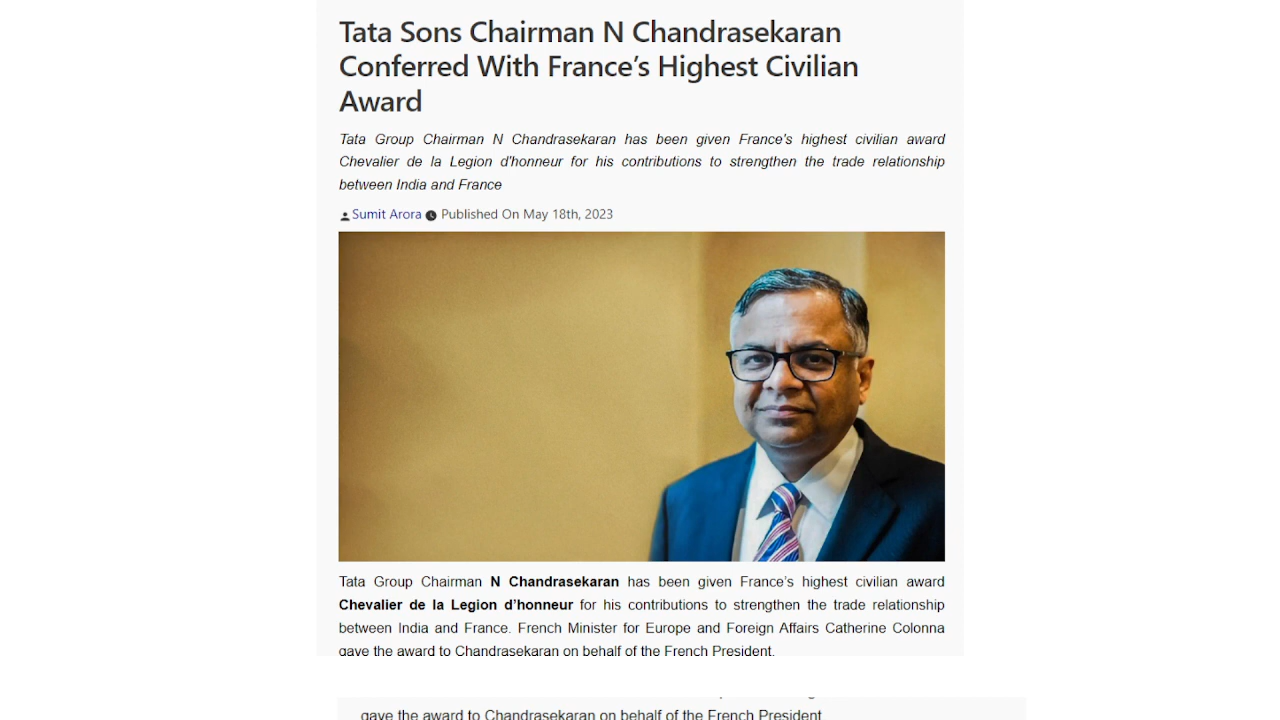 Tata Sons Chairman N Chandrasekaran
Conferred With France’s Highest Civilian
Award
Tata Group Chairman N Chandrasekaran has been given France's highest civilian award
Chevalier de la Legion d'honneur for his contributions to strengthen the trade relationship
between India and France
Sumit Arora Published On May 18th, 2023
Tata Group Chairman N Chandrasekaran has been given France’s highest civilian award
Chevalier de la Legion d’honneur for his contributions to strengthen the trade relationship
between India and France. French Minister for Europe and Foreign Affairs Catherine Colonna
gave the award to Chandrasekaran on behalf of the French President.
gave the award to Chandrasekaran on behalf of the French President